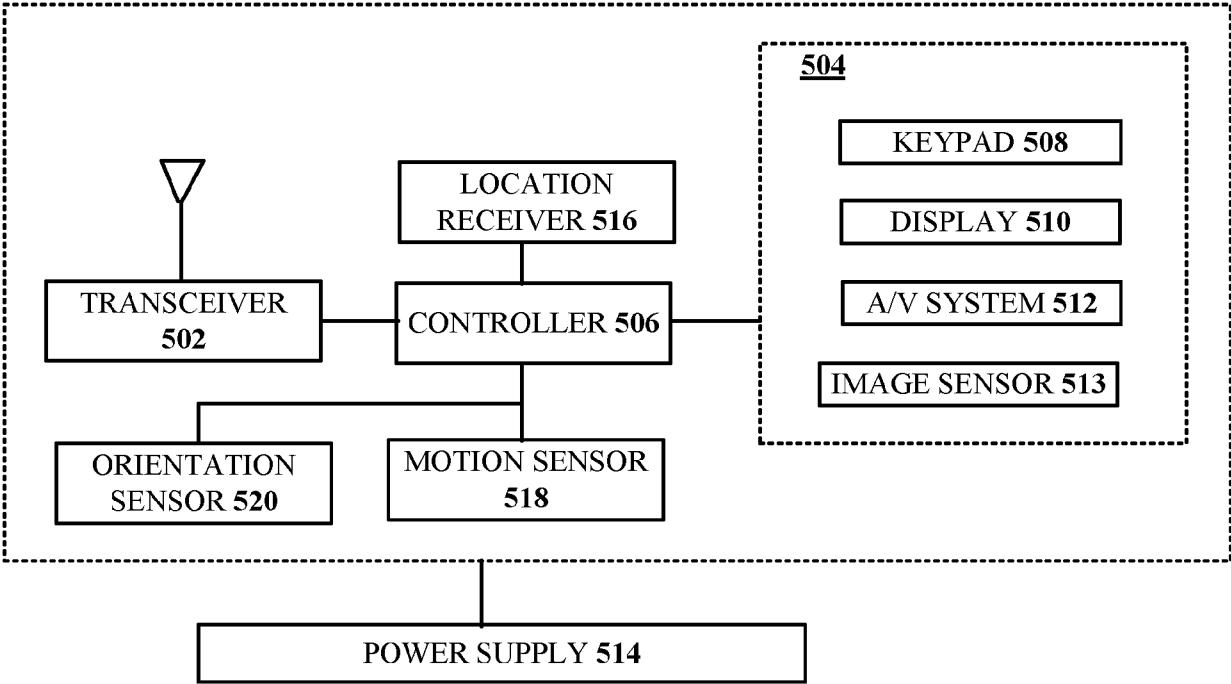 504
KEYPAD 508
LOCATION
RECEIVER 516
DISPLAY 510
TRANSCEIVER
502
CONTROLLER 506
A/V SYSTEM 512
IMAGE SENSOR 513
ORIENTATION
SENSOR 520
MOTION SENSOR
518
POWER SUPPLY 514